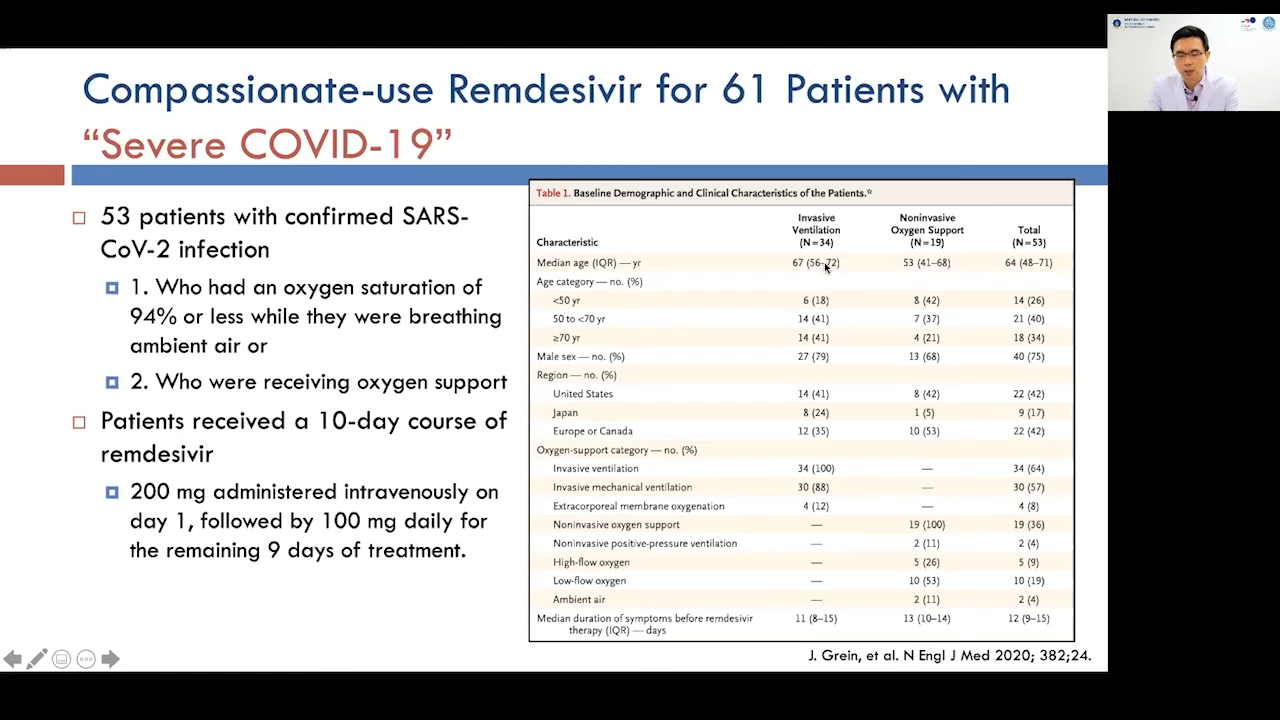 Compassionate-use Remdesivir for 61 Patients with
“Severe COVID-19”
53 patients with confirmed SARS-
CoV-2 infection
1. Who had an oxygen saturation of
94% or less while they were breathing
ambient air or
2. Who were receiving oxygen support
Patients received a 10-day course of
remdesivir
200 mg administered intravenously on
day 1, followed by 100 mg daily for
the remaining 9 days of treatment.
Table 1. Baseline Demographic and Clinical Characteristics of the Patients.*
Characteristic Invasive Ventilation (N=34) Noninvasive Oxygen Support (N=19) Total (N=53)
Median age (IQR) — yr 67 (56–72) 53 (41–68) 64 (48–71)
Age category — no. (%)
<50 yr 6 (18) 8 (42) 14 (26)
50 to <70 yr 14 (41) 7 (37) 21 (40)
≥70 yr 14 (41) 4 (21) 18 (34)
Male sex — no. (%) 27 (79) 13 (68) 40 (75)
Region — no. (%)
United States 14 (41) 8 (42) 22 (42)
Japan 8 (24) 1 (5) 9 (17)
Europe or Canada 12 (35) 10 (53) 22 (42)
Oxygen-support category — no. (%)
Invasive ventilation 34 (100) — 34 (64)
Invasive mechanical ventilation 30 (88) — 30 (57)
Extracorporeal membrane oxygenation 4 (12) — 4 (8)
Noninvasive oxygen support — 19 (100) 19 (36)
Noninvasive positive-pressure ventilation — 2 (11) 2 (4)
High-flow oxygen — 5 (26) 5 (9)
Low-flow oxygen — 10 (53) 10 (19)
Ambient air — 2 (11) 2 (4)
Median duration of symptoms before remdesivir 11 (8–15) 13 (10–14) 12 (9–15)
therapy (IQR) — days
J. Grein, et al. N Engl J Med 2020; 382;24.